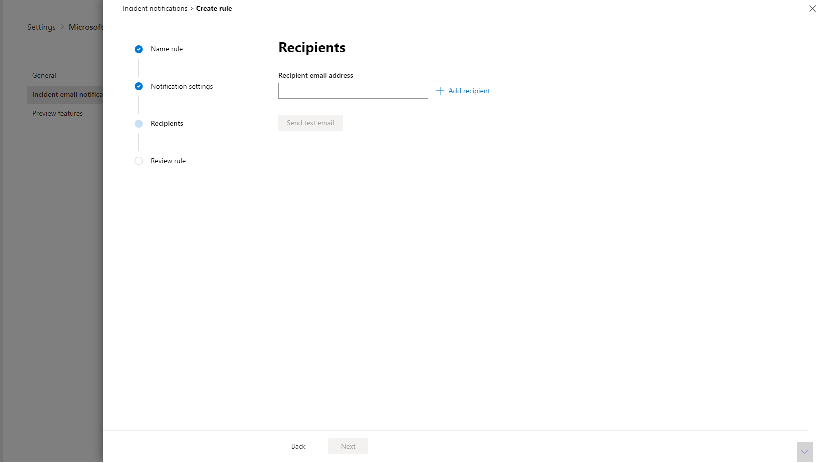 Incident notifications > Create rule
Settings > Microsoft
General
Incident email notifica
Preview features
Name rule
Notification settings
Recipients
Review rule
Recipients
Recipient email address
Add recipient
Send test email
Back
Next